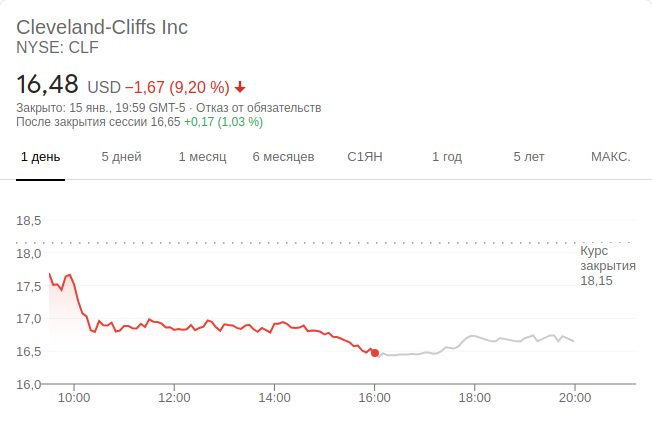 Cleveland-Cliffs Inc
NYSE: CLF
16,48 USD −1,67 (9,20 %)
Закрыто: 15 янв., 19:59 GMT-5 · Отказ от обязательств
После закрытия сессии 16,65 +0,17 (1,03 %)
1 день 5 дней 1 месяц 6 месяцев С1ЯН 1 год 5 лет МАКС.
18,5
18,0
17,5
17,0
16,5
16,0
Курс
закрытия
18,15
10:00 12:00 14:00 16:00 18:00 20:00